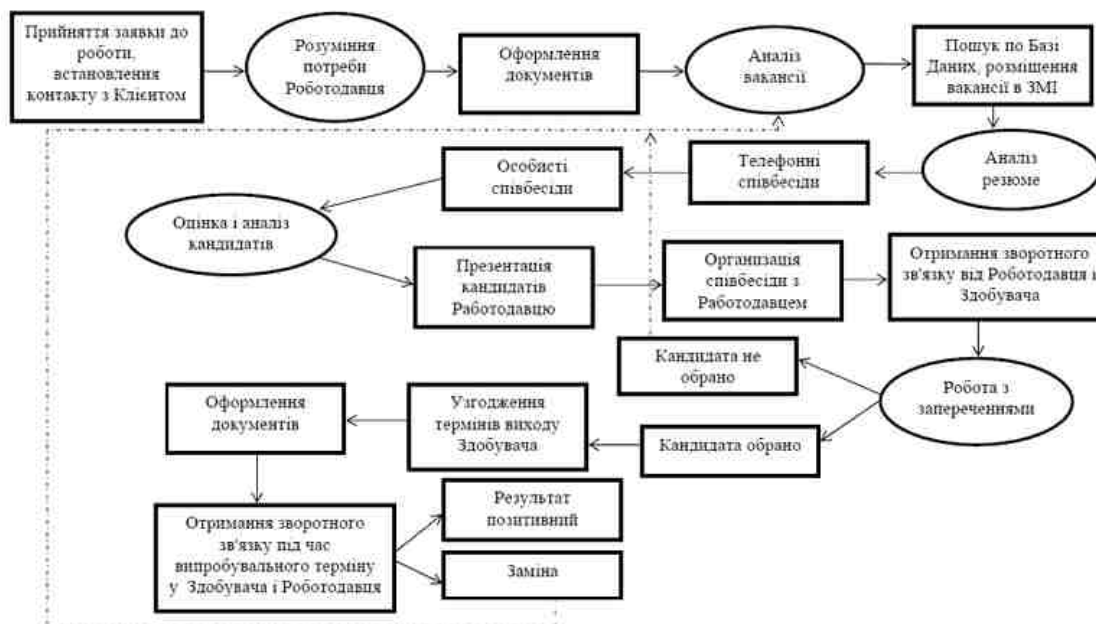 Прийняття заявки до
роботи,
встановлення
контакту з Клієнтом
Розуміння
потреби
Роботодавця
Оформлення
документів
Аналіз
вакансії
Пошук по Базі
Даних, розміщення
вакансії в ЗМІ
Аналіз
резюме
Телефонні
співбесіди
Особисті
співбесіди
Оцінка і аналіз
кандидатів
Презентація
кандидатів
Работодавцю
Организація
співбесіди з
Работодавцем
Отримання зворотного
зв'язку від Роботодавця і
Здобувача
Робота з
запереченнями
Кандидата не
обрано
Кандидата обрано
Узгодження
термінів виходу
Здобувача
Оформлення
документів
Отримання зворотного
зв'язку під час
випробувального терміну
у Здобувача і Роботодавця
Результат
позитивний
Заміна